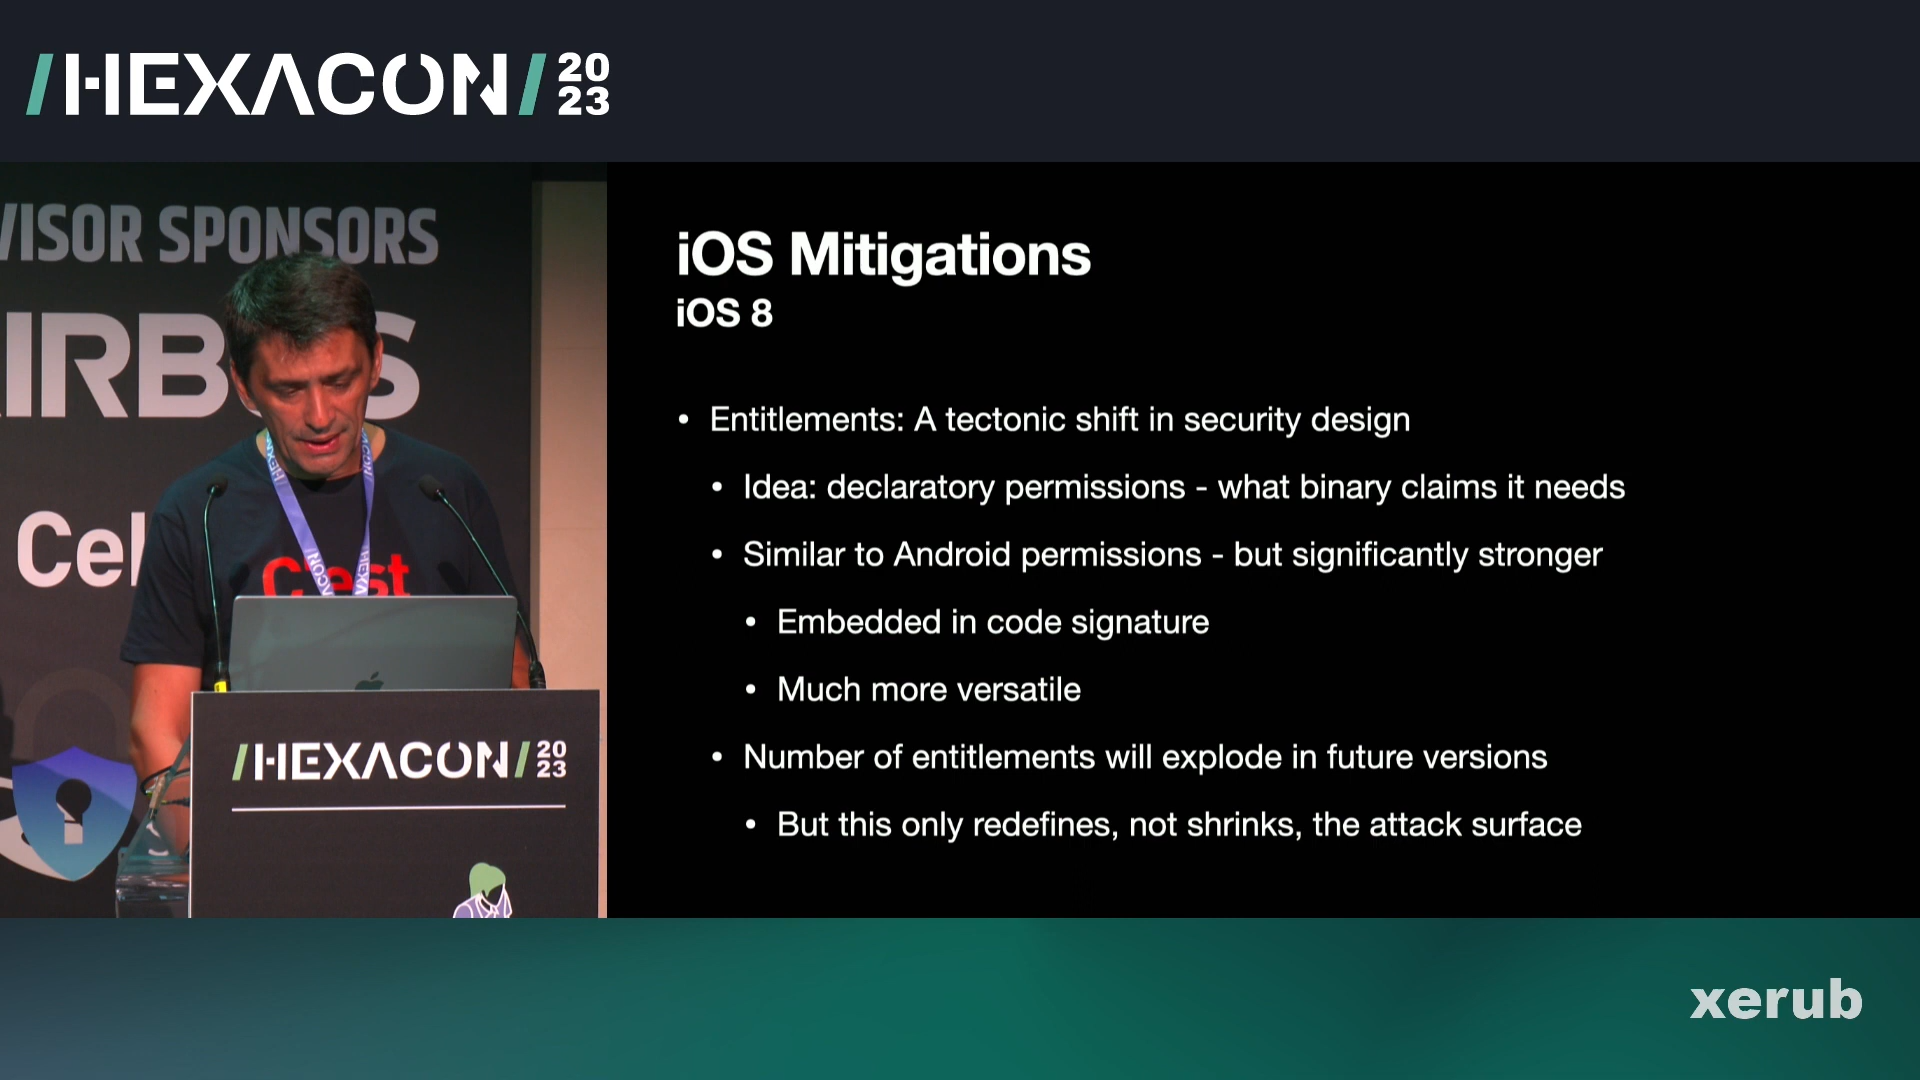 /HEXACON/ 20
23
VISOR SPONSORS
AIRBUS
Cel
C'est
HEXACON
/HEXACON/ 20
23
iOS Mitigations
iOS 8
• Entitlements: A tectonic shift in security design
• Idea: declaratory permissions - what binary claims it needs
• Similar to Android permissions - but significantly stronger
• Embedded in code signature
• Much more versatile
• Number of entitlements will explode in future versions
• But this only redefines, not shrinks, the attack surface
xerub